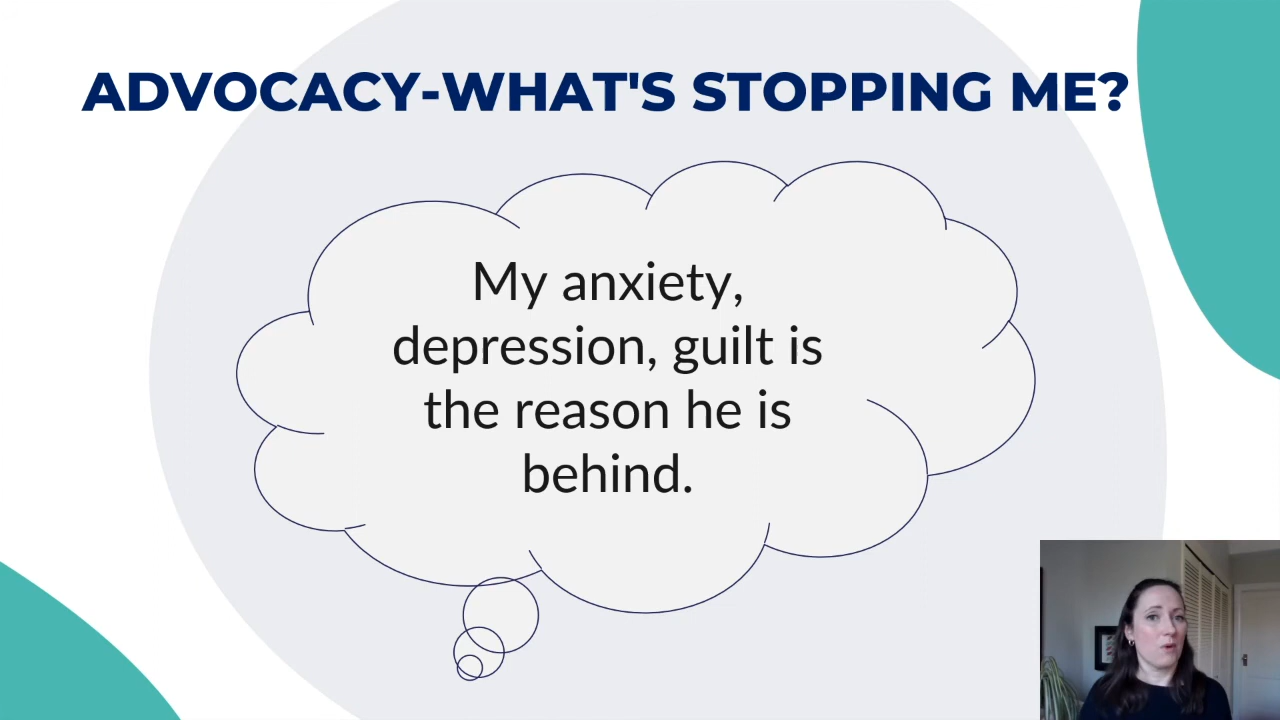 ADVOCACY-WHAT'S STOPPING ME?
My anxiety,
depression, guilt is
the reason he is
behind.